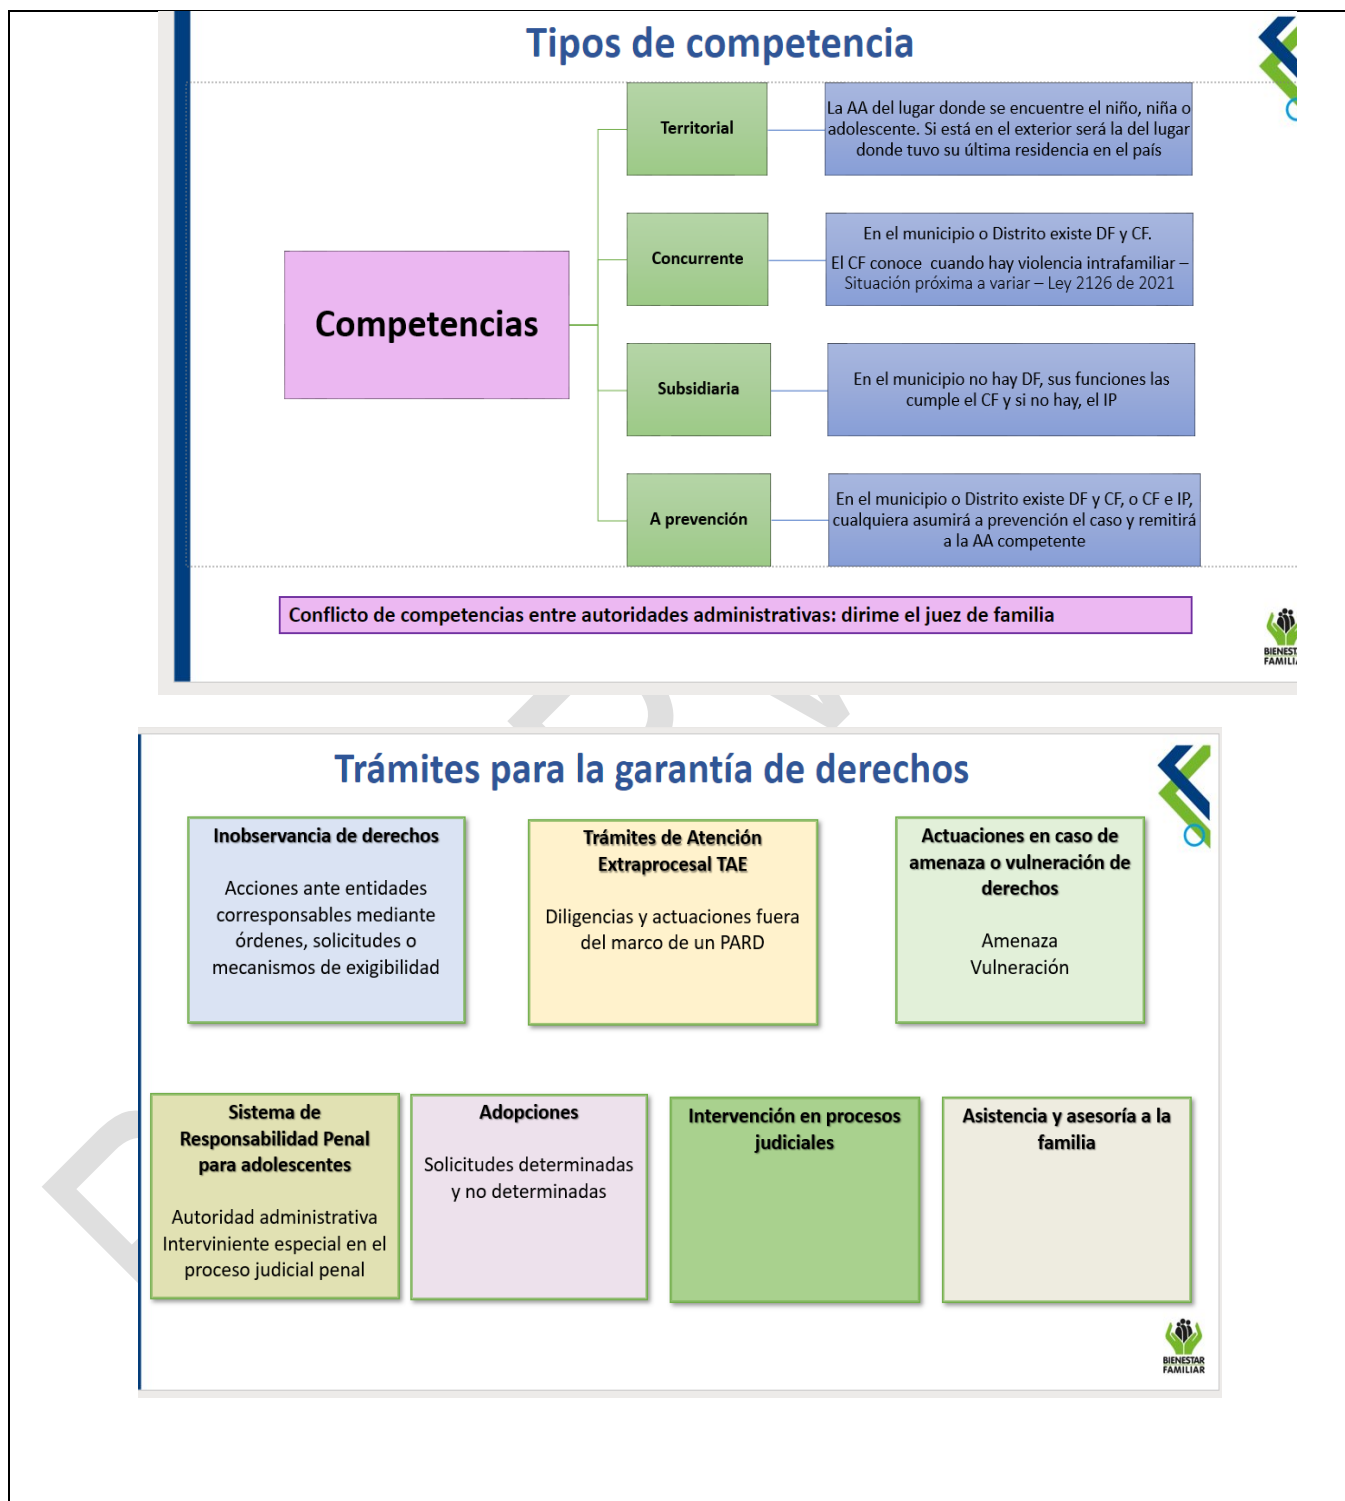 Tipos de competencia
Territorial
La AA del lugar donde se encuentre el niño, niña o
adolescente. Si está en el exterior será la del lugar
donde tuvo su última residencia en el país
Concurrente
En el municipio o Distrito existe DF y CF.
El CF conoce cuando hay violencia intrafamiliar –
Situación próxima a variar – Ley 2126 de 2021
Competencias
Subsidiaria
En el municipio no hay DF, sus funciones las
cumple el CF y si no hay, el IP
A prevención
En el municipio o Distrito existe DF y CF, o CF e IP,
cualquiera asumirá a prevención el caso y remitirá
a la AA competente
Conflicto de competencias entre autoridades administrativas: dirime el juez de familia
Trámites para la garantía de derechos
Inobservancia de derechos
Acciones ante entidades
corresponsables mediante
órdenes, solicitudes o
mecanismos de exigibilidad
Trámites de Atención
Extraprocesal TAE
Diligencias y actuaciones fuera
del marco de un PARD
Actuaciones en caso de
amenaza o vulneración de
derechos
Amenaza
Vulneración
Sistema de
Responsabilidad Penal
para adolescentes
Autoridad administrativa
Interviniente especial en el
proceso judicial penal
Adopciones
Solicitudes determinadas
y no determinadas
Intervención en procesos
judiciales
Asistencia y asesoría a la
familia
BIENESTAR
FAMILIAR